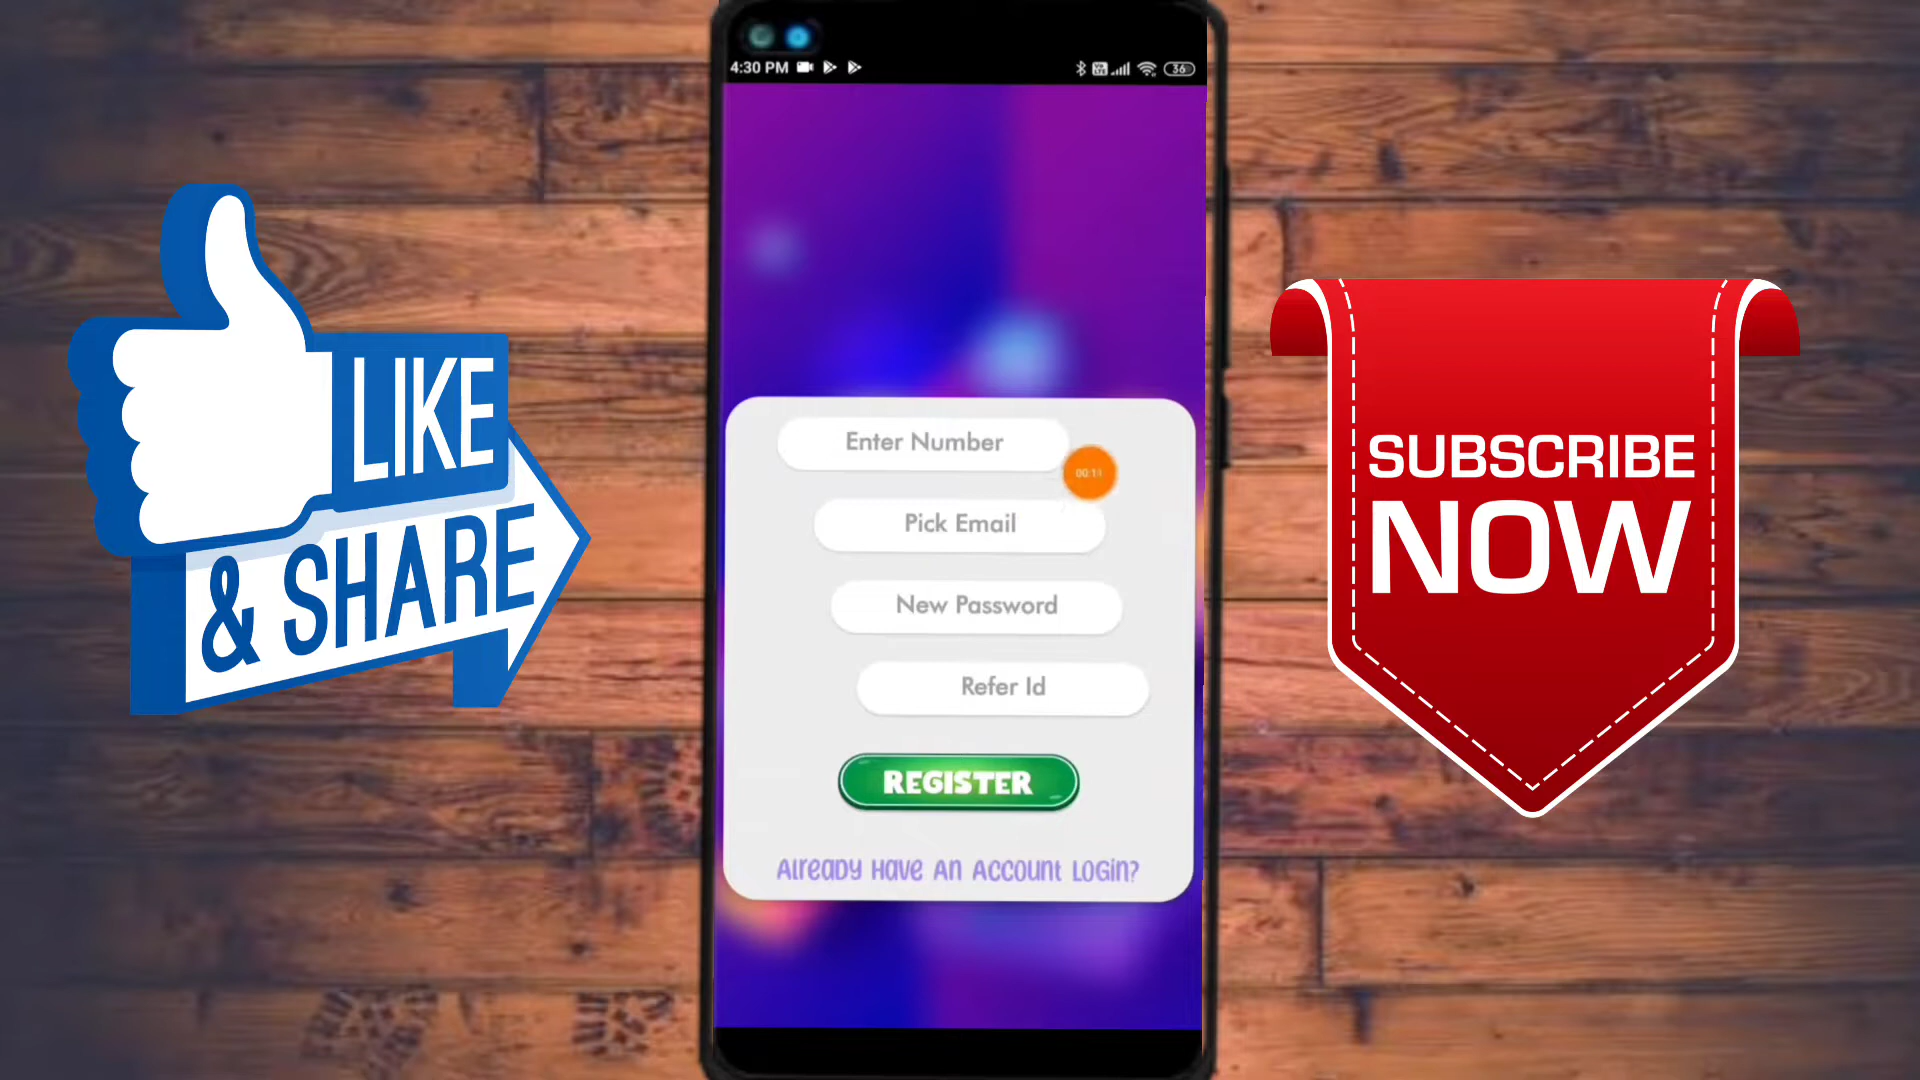 4:30 PM
36
Enter Number
00:11
Pick Email
New Password
Refer Id
REGISTER
Already Have An Account Login?
LIKE
& SHARE
SUBSCRIBE
NOW